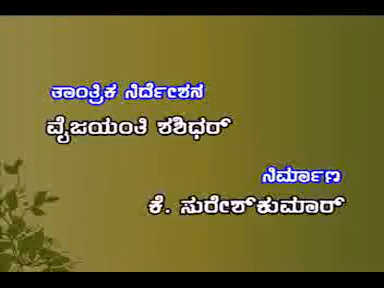 ತಾಂತ್ರಿಕ ನಿರ್ದೇಶನ
ವೈಜಯಂತಿ ಶಶಿಧರ್
ನಿರ್ಮಾಣ
ಕೆ. ಸುರೇಶ್‌ಕುಮಾರ್